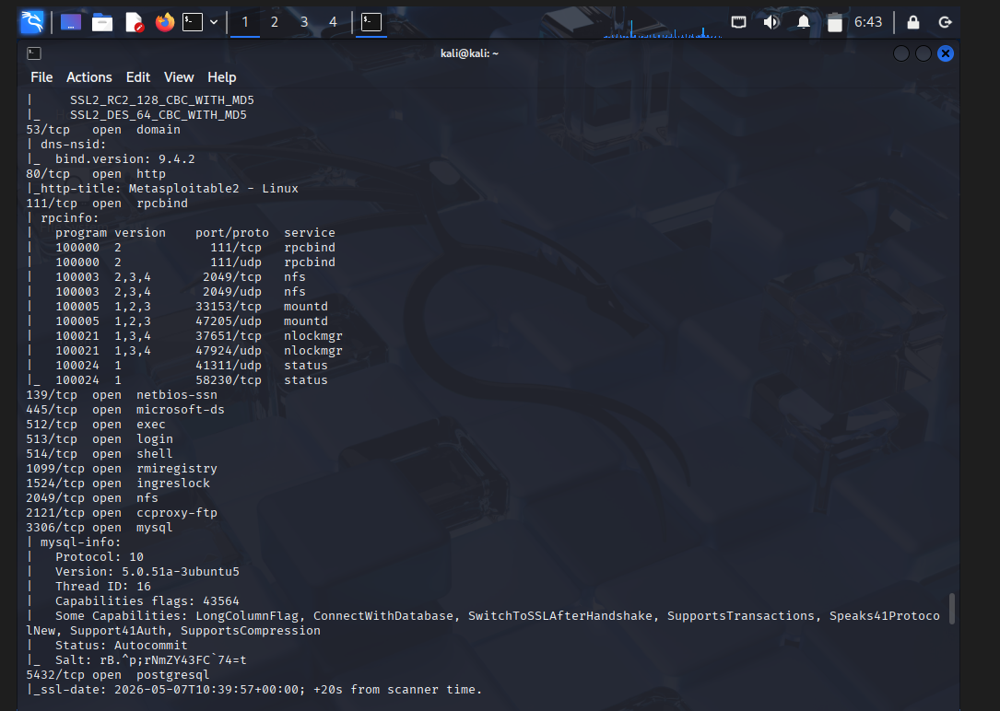 1 2 3 4 6:43
kali@kali: ~
File Actions Edit View Help
|     SSL2_RC2_128_CBC_WITH_MD5
|_    SSL2_DES_64_CBC_WITH_MD5
53/tcp   open  domain
| dns-nsid:
|_  bind.version: 9.4.2
80/tcp   open  http
|_http-title: Metasploitable2 - Linux
111/tcp  open  rpcbind
| rpcinfo:
|   program version    port/proto  service
|   100000  2            111/tcp   rpcbind
|   100000  2            111/udp   rpcbind
|   100003  2,3,4       2049/tcp   nfs
|   100003  2,3,4       2049/udp   nfs
|   100005  1,2,3      33153/tcp   mountd
|   100005  1,2,3      47205/udp   mountd
|   100021  1,3,4      37651/tcp   nlockmgr
|   100021  1,3,4      47924/udp   nlockmgr
|   100024  1          41311/udp   status
|_  100024  1          58230/tcp   status
139/tcp  open  netbios-ssn
445/tcp  open  microsoft-ds
512/tcp  open  exec
513/tcp  open  login
514/tcp  open  shell
1099/tcp open  rmiregistry
1524/tcp open  ingreslock
2049/tcp open  nfs
2121/tcp open  ccproxy-ftp
3306/tcp open  mysql
| mysql-info:
|   Protocol: 10
|   Version: 5.0.51a-3ubuntu5
|   Thread ID: 16
|   Capabilities flags: 43564
|   Some Capabilities: LongColumnFlag, ConnectWithDatabase, SwitchToSSLAfterHandshake, SupportsTransactions, Speaks41Protoco
lNew, Support41Auth, SupportsCompression
|   Status: Autocommit
|_  Salt: rB.^p;rNmZY43FC`74=t
5432/tcp open  postgresql
|_ssl-date: 2026-05-07T10:39:57+00:00; +20s from scanner time.